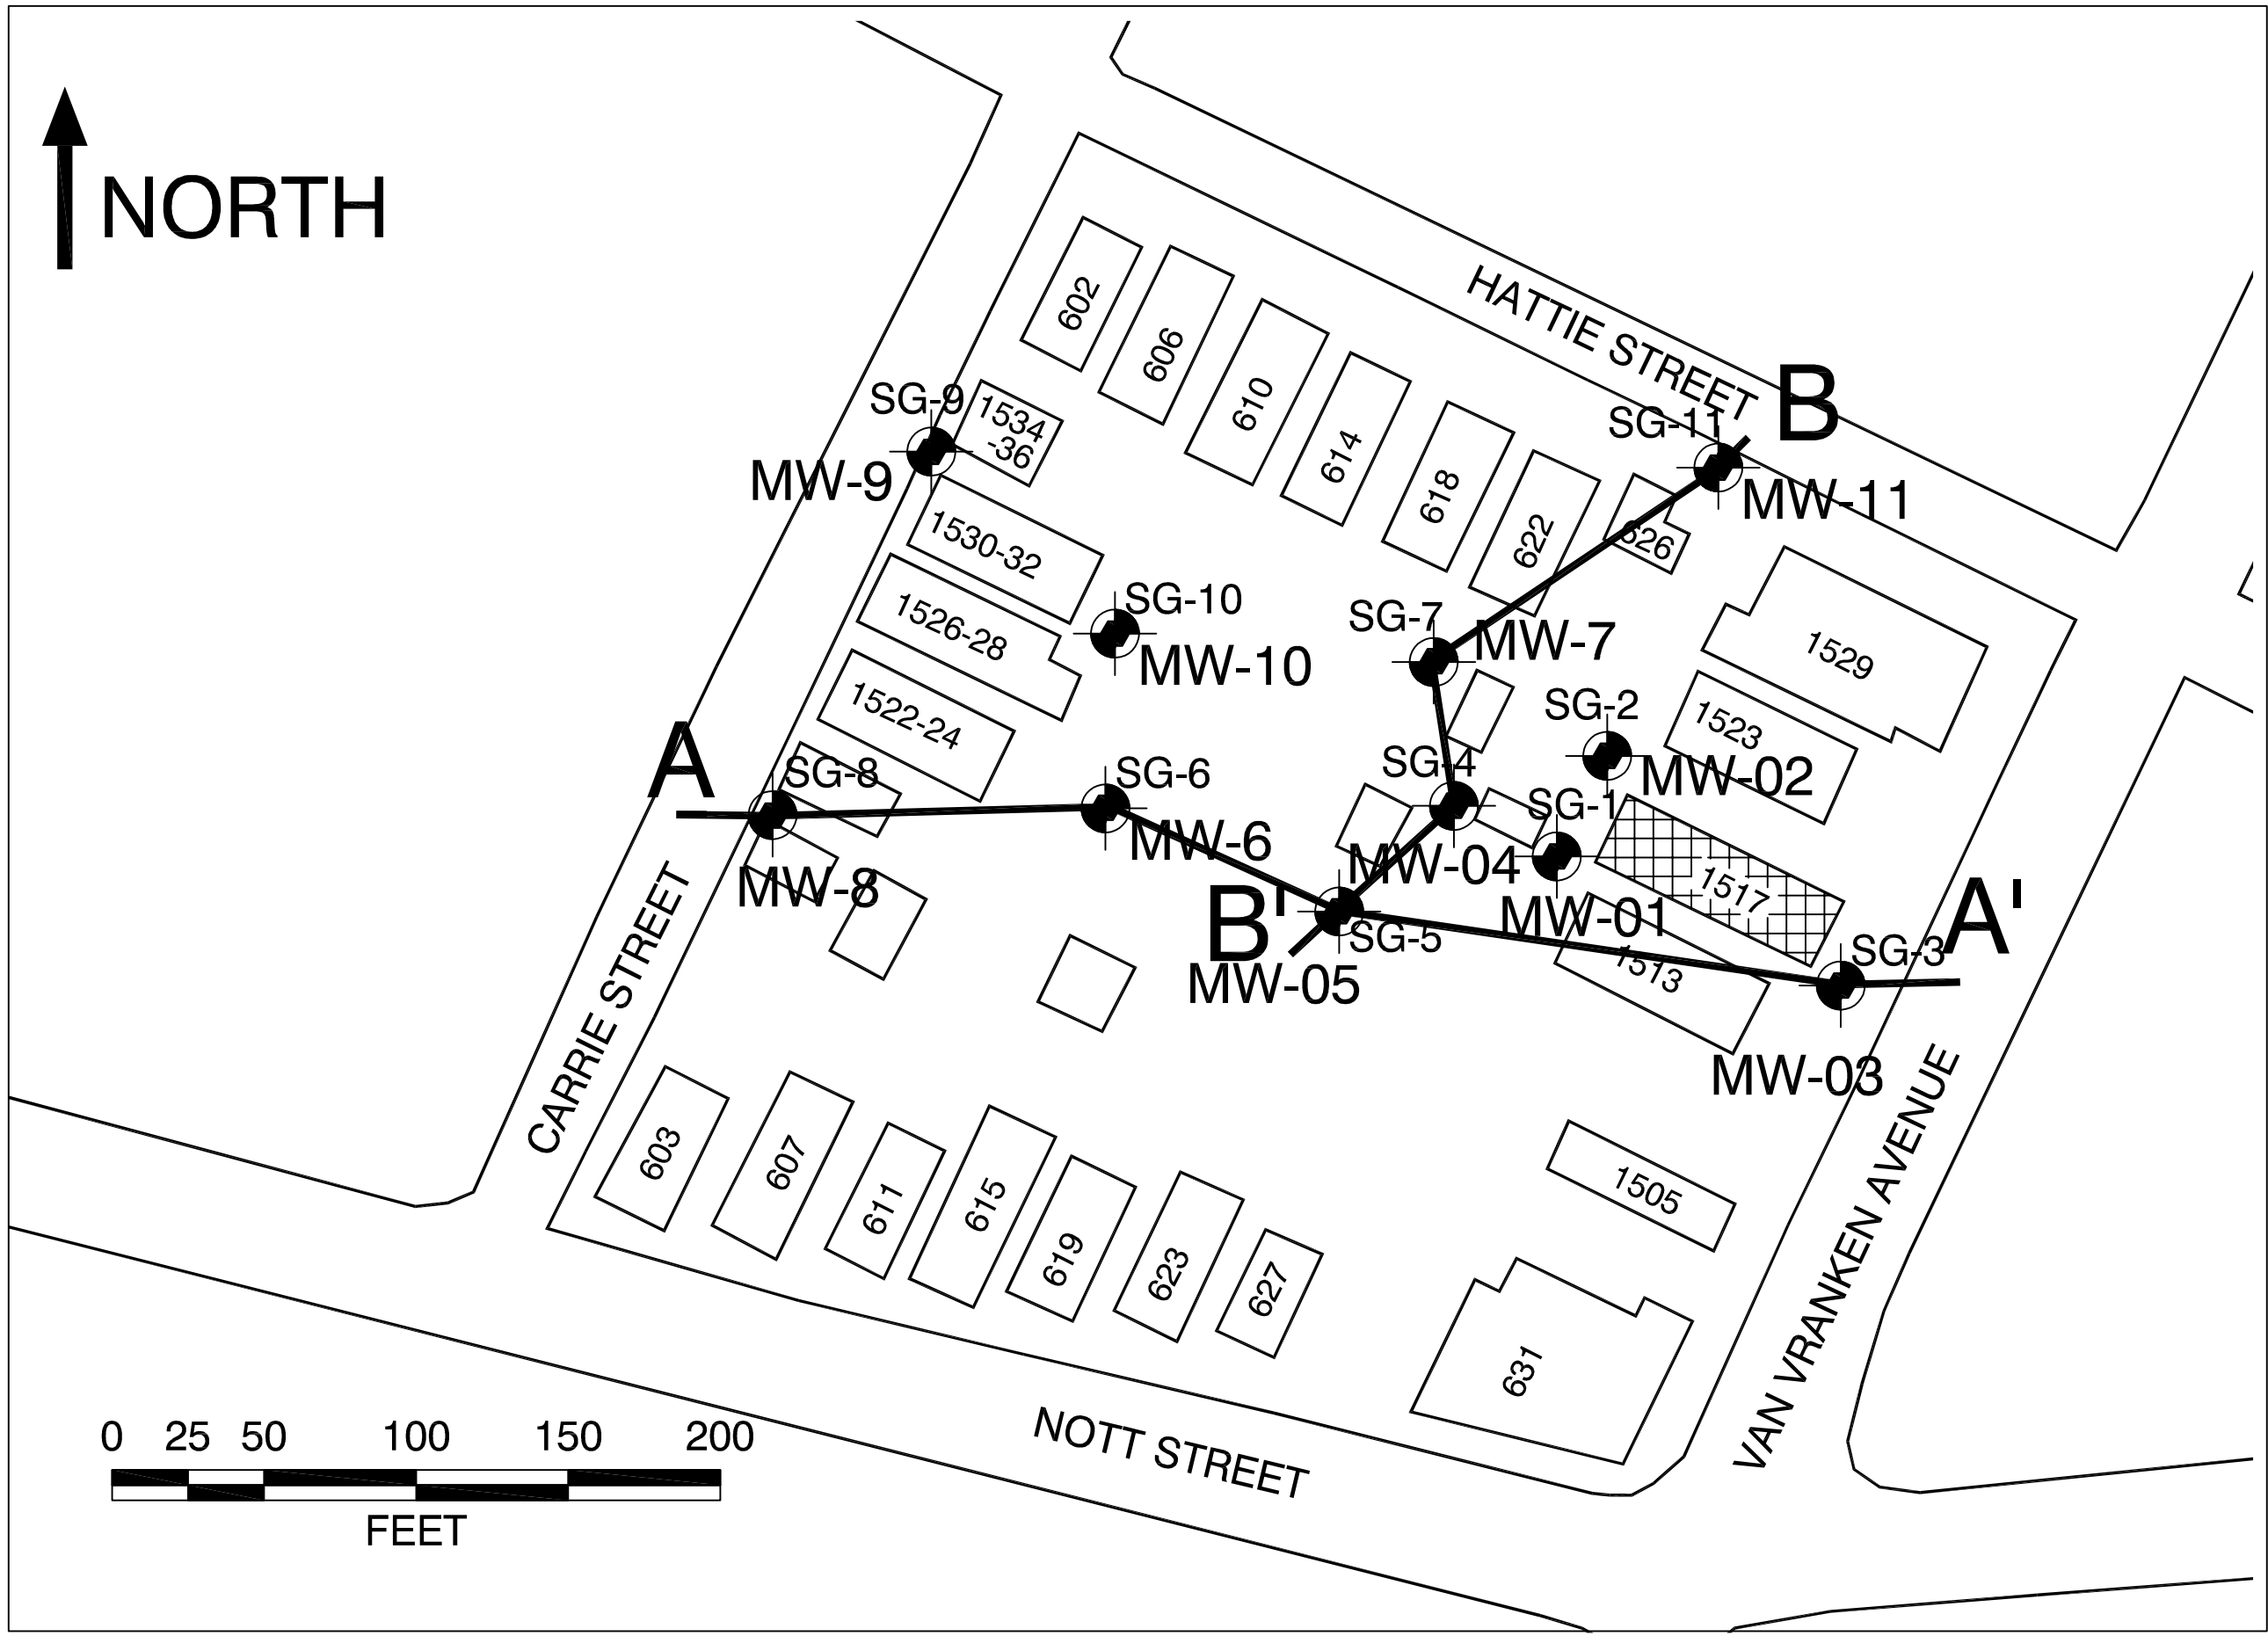 NORTH
HATTIE STREET
B
602
606
610
614
618
622
626
SG-11
MW-11
SG-9
MW-9
1534
-36
1530-32
1526-28
1522-24
SG-10
MW-10
SG-7
MW-7
1529
SG-2
MW-02
1523
A
SG-8
MW-8
SG-6
MW-6
SG-4
MW-04
SG-1
MW-01
1517
B'
SG-5
MW-05
1513
SG-3
A'
MW-03
CARRIE STREET
603
607
611
615
619
623
627
1505
631
VAN VRANKEN AVENUE
NOTT STREET
0 25 50 100 150 200
FEET